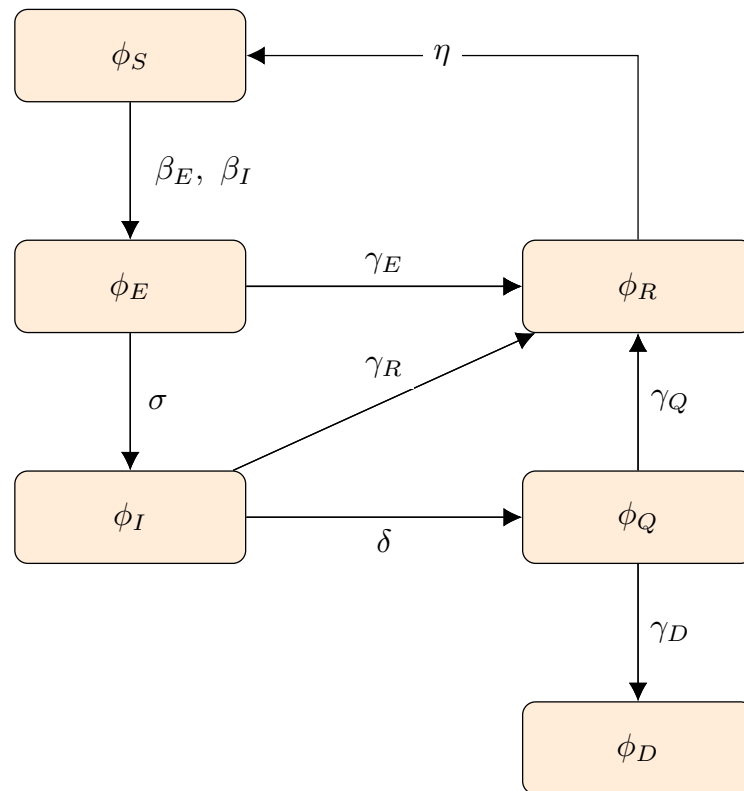 ϕ_S
η
β_E, β_I
ϕ_E
γ_E
ϕ_R
σ
γ_R
γ_Q
ϕ_I
δ
ϕ_Q
γ_D
ϕ_D